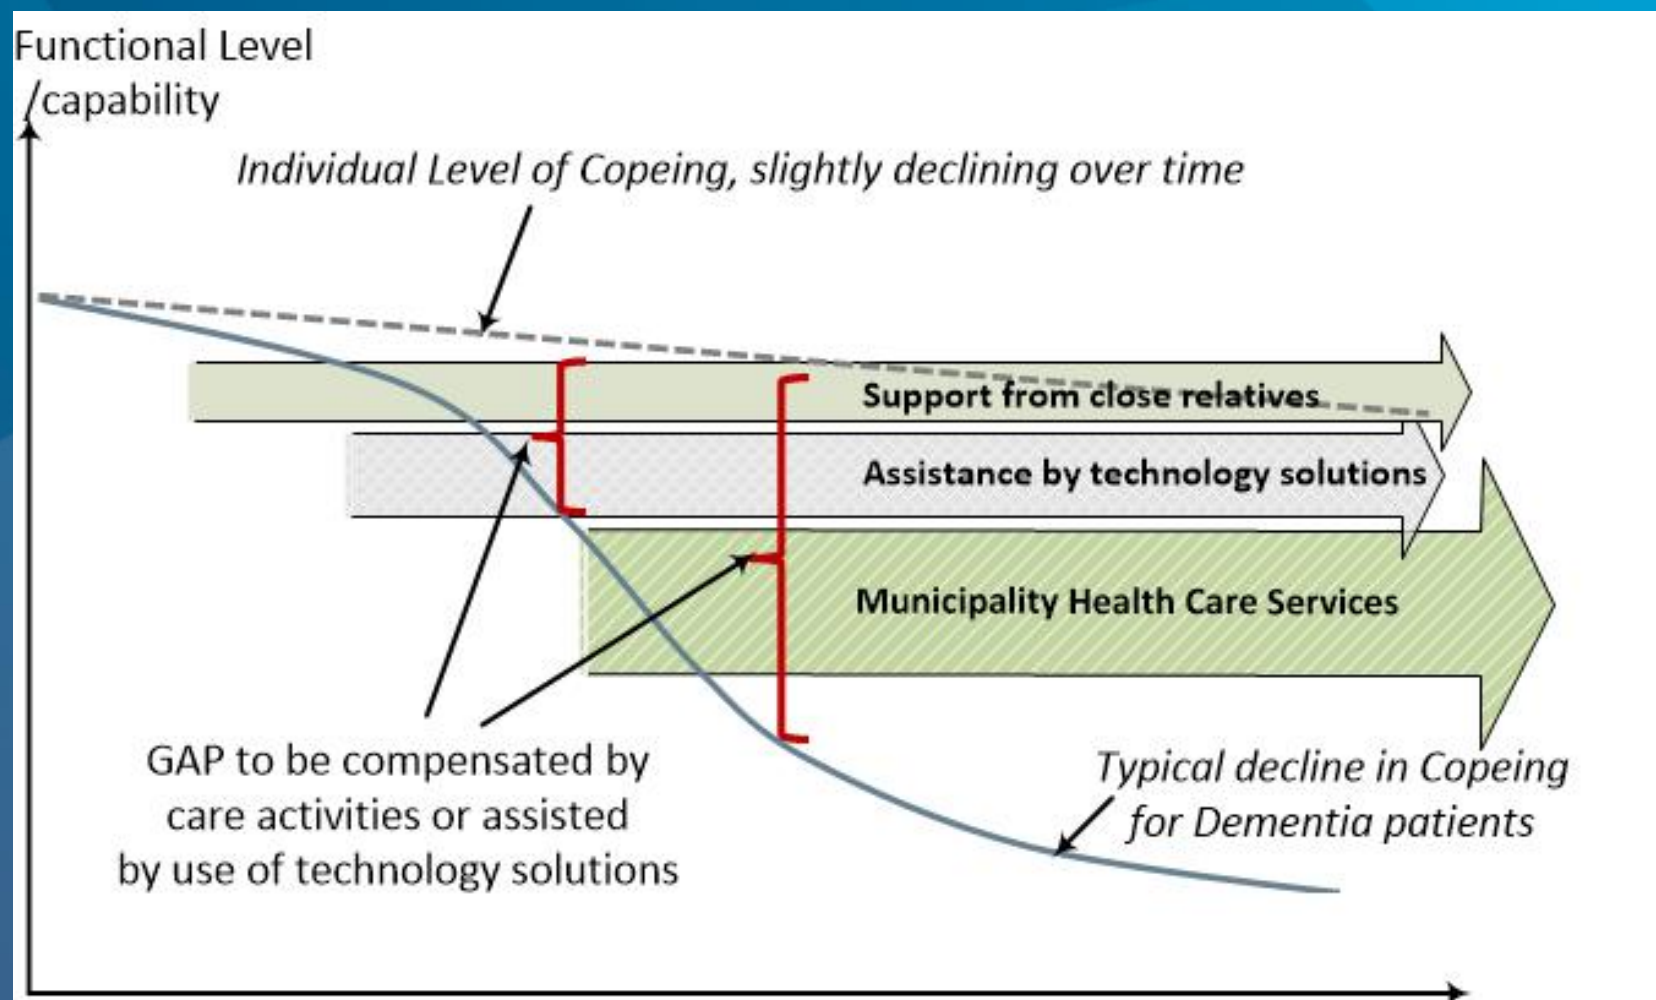 Functional Level
/capability
Individual Level of Copeing, slightly declining over time
Support from close relatives
Assistance by technology solutions
Municipality Health Care Services
GAP to be compensated by
care activities or assisted
by use of technology solutions
Typical decline in Copeing
for Dementia patients